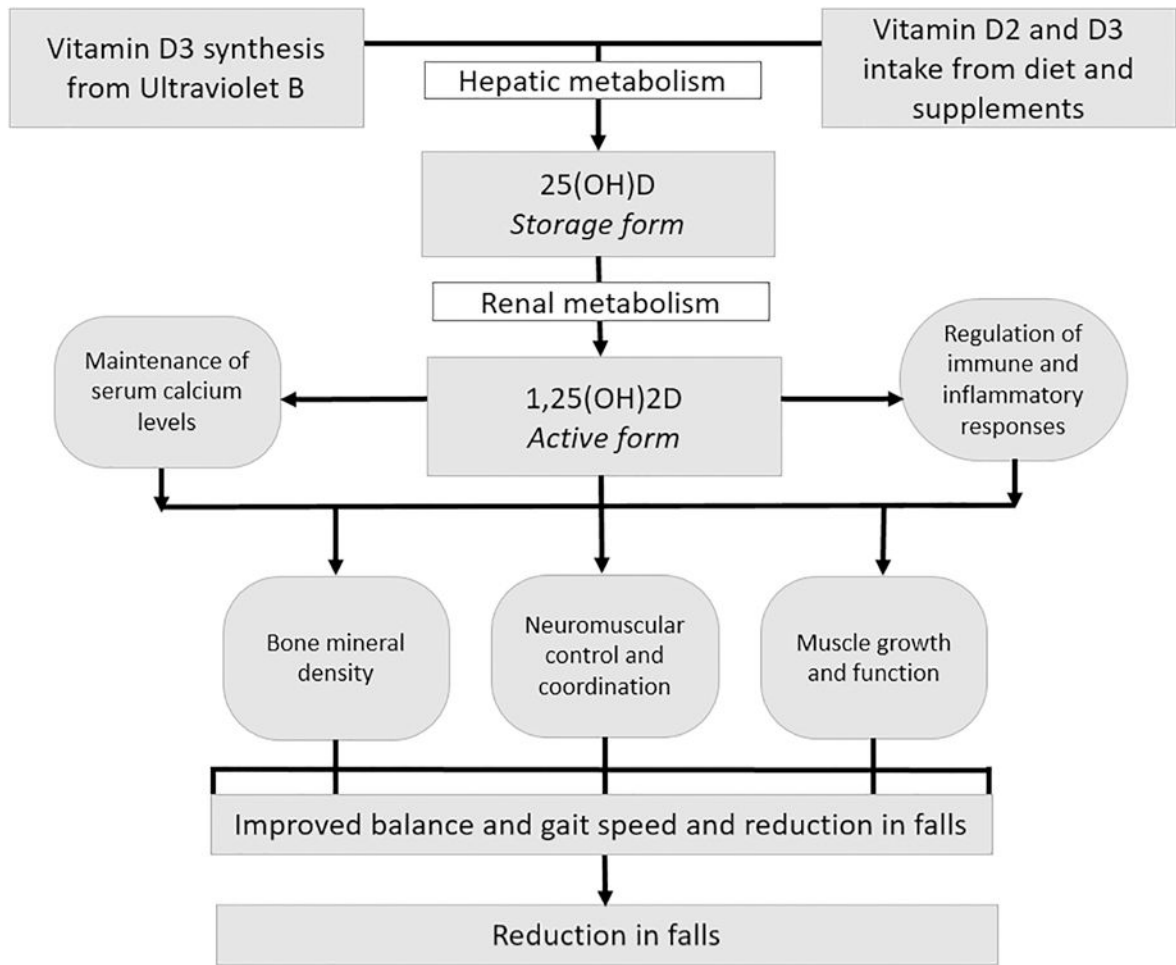 Vitamin D3 synthesis
from Ultraviolet B
Vitamin D2 and D3
intake from diet and
supplements
Hepatic metabolism
25(OH)D
Storage form
Renal metabolism
Maintenance of
serum calcium
levels
1,25(OH)2D
Active form
Regulation of
immune and
inflammatory
responses
Bone mineral
density
Neuromuscular
control and
coordination
Muscle growth
and function
Improved balance and gait speed and reduction in falls
Reduction in falls